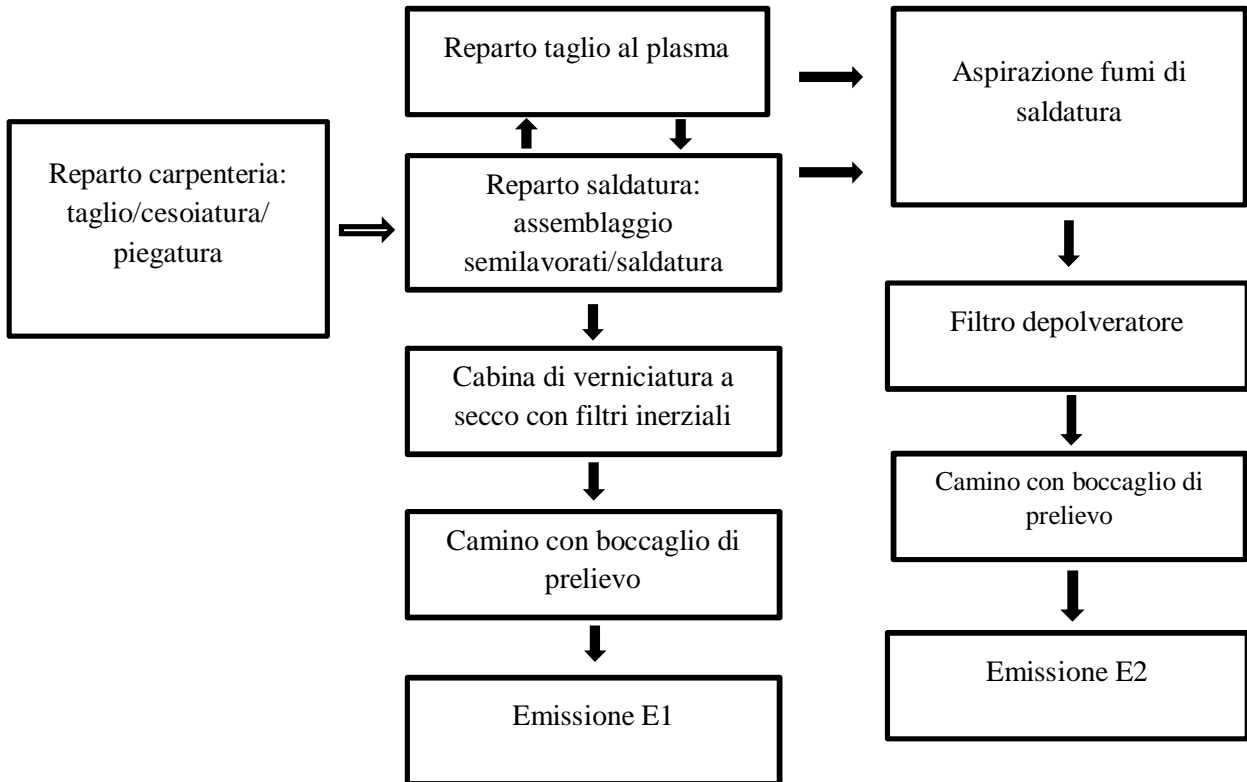 Reparto taglio al plasma
Aspirazione fumi di
saldatura
Reparto carpenteria:
taglio/cesoiatura/
piegatura
Reparto saldatura:
assemblaggio
semilavorati/saldatura
Filtro depolveratore
Cabina di verniciatura a
secco con filtri inerziali
Camino con boccaglio di
prelievo
Camino con boccaglio di
prelievo
Emissione E2
Emissione E1